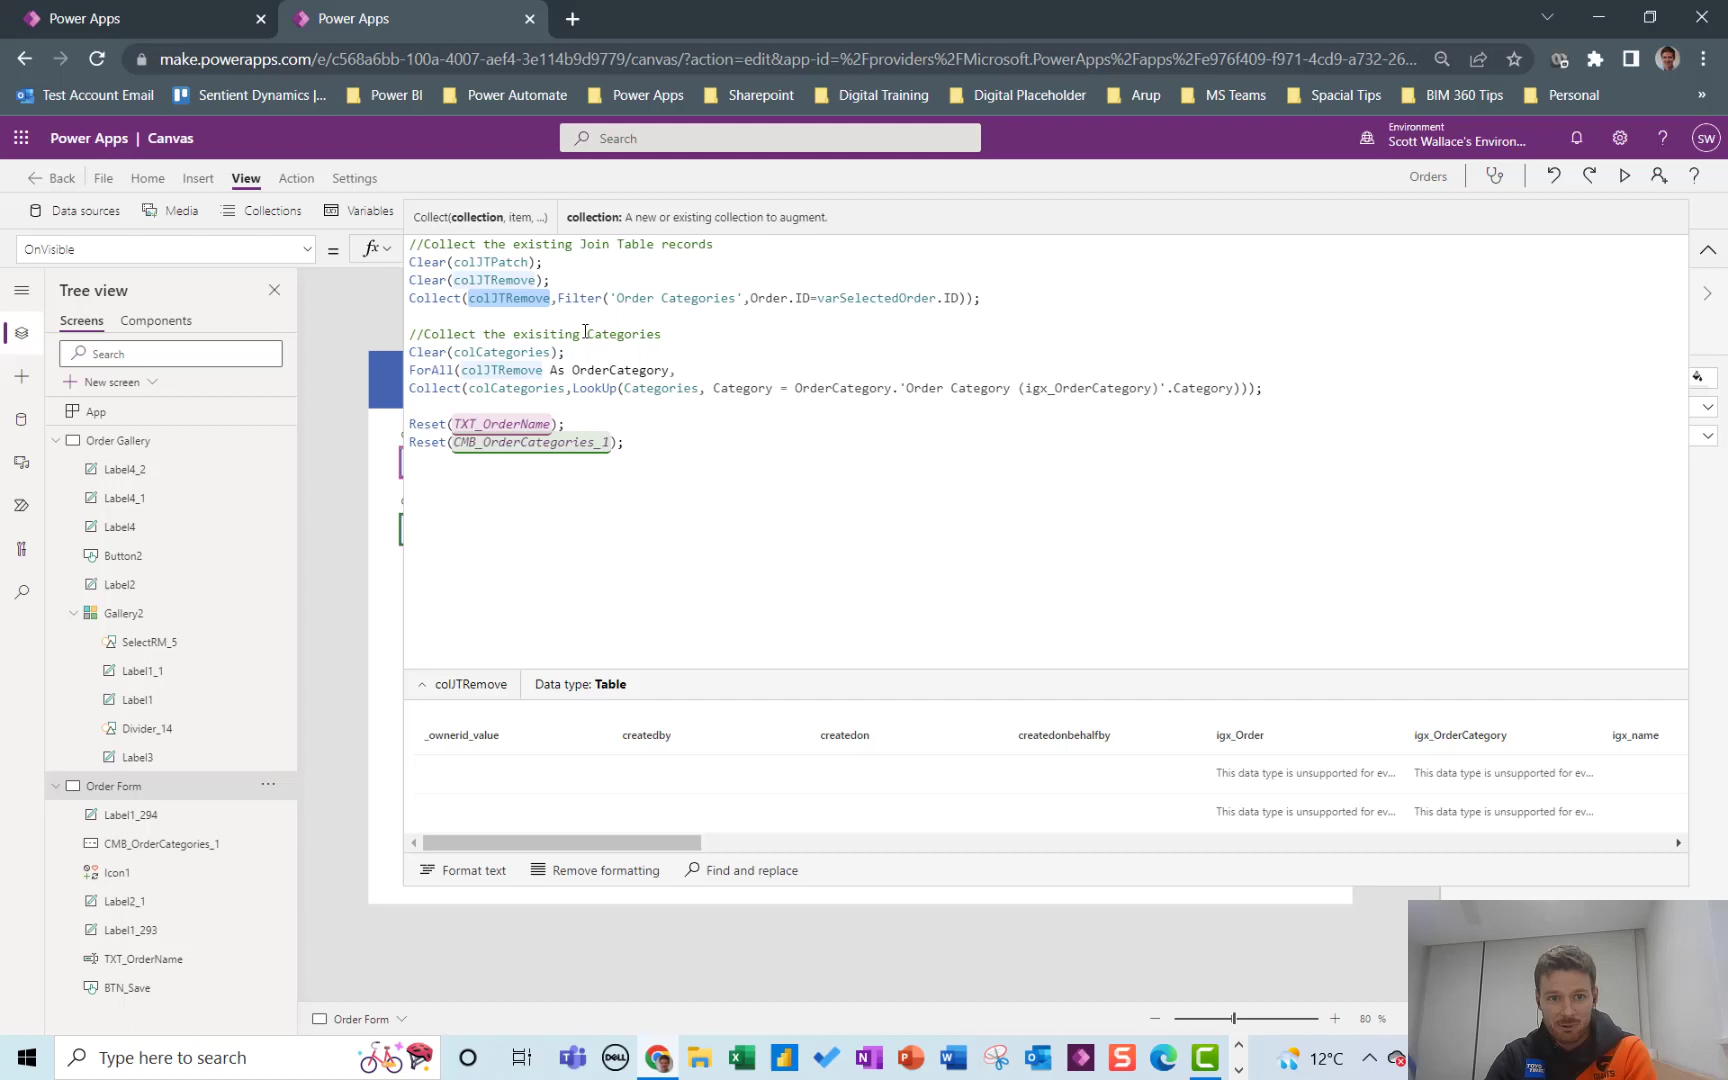 Power Apps
Power Apps
make.powerapps.com/e/c568a6bb-100a-4007-aef4-3e114b9d9779/canvas/?action=edit&app-id=%2Fproviders%2FMicrosoft.PowerApps%2Fapps%2Fe976f409-f971-4cd9-a732-26...
Test Account Email
Sentient Dynamics |...
Power BI
Power Automate
Power Apps
Sharepoint
Digital Training
Digital Placeholder
Arup
MS Teams
Spacial Tips
BIM 360 Tips
Personal
»
Power Apps | Canvas
Search
Environment
Scott Wallace's Environ...
SW
Back
File
Home
Insert
View
Action
Settings
Orders
Data sources
Media
Collections
Variables
Collect(collection, item, ...)
collection: A new or existing collection to augment.
OnVisible
=
fx
//Collect the existing Join Table records
Clear(colJTPatch);
Clear(colJTRemove);
Collect(colJTRemove,Filter('Order Categories',Order.ID=varSelectedOrder.ID));
//Collect the exisiting Categories
Clear(colCategories);
ForAll(colJTRemove As OrderCategory,
Collect(colCategories,LookUp(Categories, Category = OrderCategory.'Order Category (igx_OrderCategory)'.Category)));
Reset(TXT_OrderName);
Reset(CMB_OrderCategories_1);
Tree view
Screens
Components
Search
New screen
App
Order Gallery
Label4_2
Label4_1
Label4
Button2
Label2
Gallery2
SelectRM_5
Label1_1
Label1
Divider_14
Label3
Order Form
...
Label1_294
CMB_OrderCategories_1
Icon1
Label2_1
Label1_293
TXT_OrderName
BTN_Save
colJTRemove
Data type: Table
_ownerid_value
createdby
createdon
createdonbehalfby
igx_Order
igx_OrderCategory
igx_name
This data type is unsupported for ev...
This data type is unsupported for ev...
This data type is unsupported for ev...
This data type is unsupported for ev...
Format text
Remove formatting
Find and replace
Order Form
80 %
Type here to search
12°C